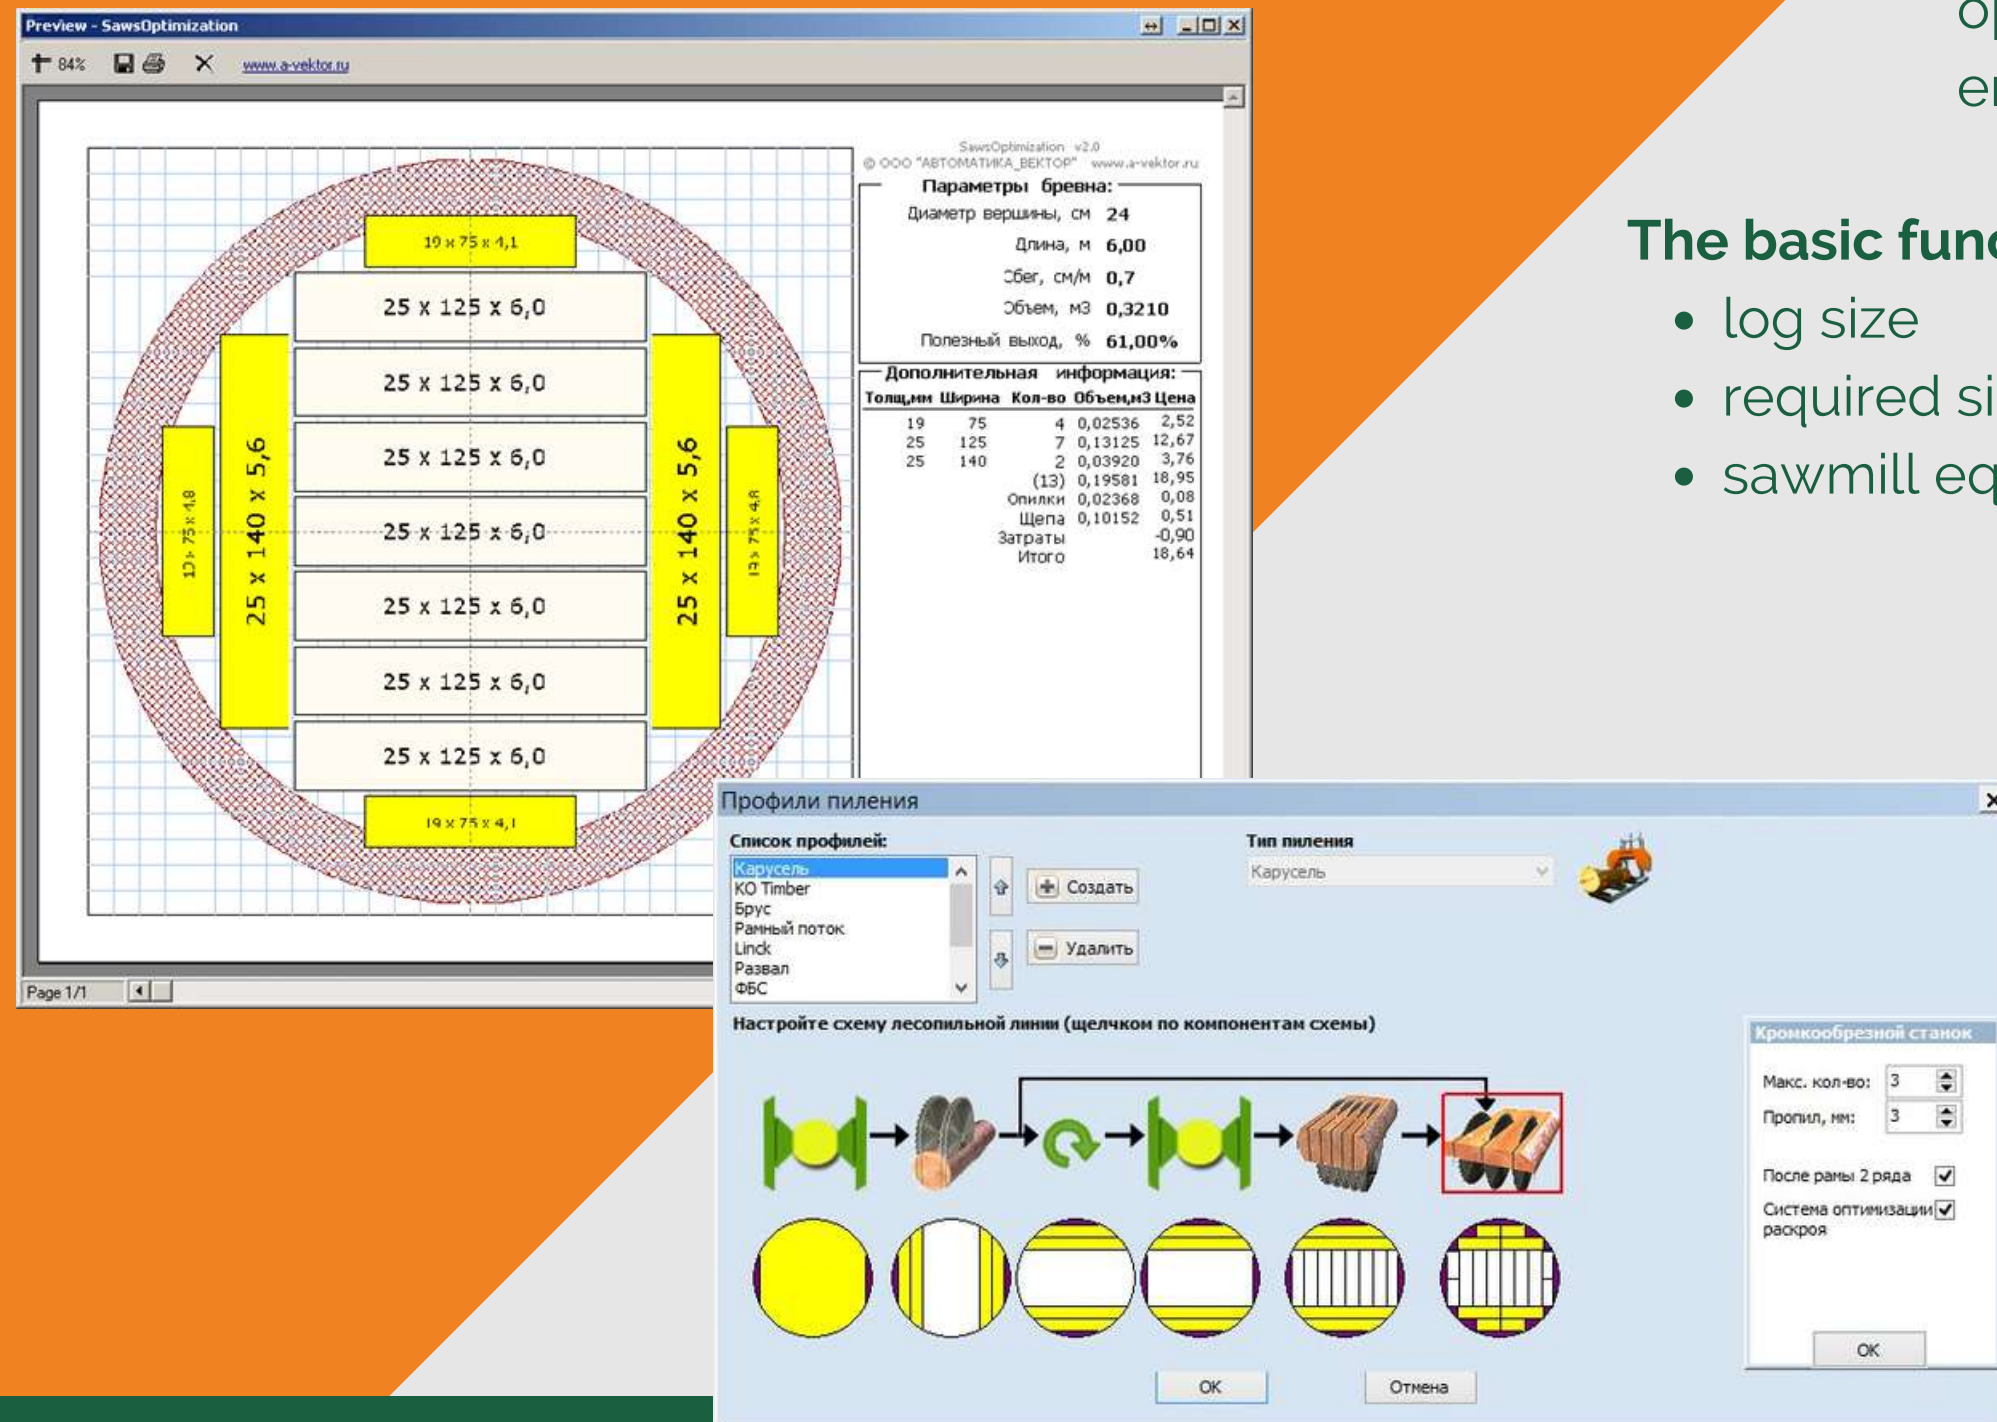 Preview - SawsOptimization
84%
www.a-vektor.ru
SawsOptimization v2.0
© ООО "АВТОМАТИКА_ВЕКТОР" www.a-vektor.ru
Параметры бревна:
Диаметр вершины, см 24
Длина, м 6,00
Сбег, см/м 0,7
Объем, м3 0,3210
Полезный выход, % 61,00%
Дополнительная информация:
Толщ,мм Ширина Кол-во Объем,м3 Цена
19 75 4 0,02536 2,52
25 125 7 0,13125 12,67
25 140 2 0,03920 3,76
(13) 0,19581 18,95
Опилки 0,02368 0,08
Щепа 0,10152 0,51
Затраты -0,90
Итого 18,64
19 x 75 x 4,1
25 x 125 x 6,0
25 x 125 x 6,0
25 x 125 x 6,0
25 x 125 x 6,0
25 x 125 x 6,0
25 x 125 x 6,0
25 x 125 x 6,0
19 x 75 x 4,1
19 x 75 x 4,8
25 x 140 x 5,6
25 x 140 x 5,6
19 x 75 x 4,8
Page 1/1
The basic func
• log size
• required si
• sawmill eq
Профили пиления
Список профилей:
Карусель
KO Timber
Брус
Рамный поток
Linck
Развал
ФБС
Создать
Удалить
Тип пиления
Карусель
Настройте схему лесопильной линии (щелчком по компонентам схемы)
Кромкообрезной станок
Макс. кол-во: 3
Пропил, мм: 3
После рамы 2 ряда
Система оптимизации
раскроя
OK
OK
Отмена